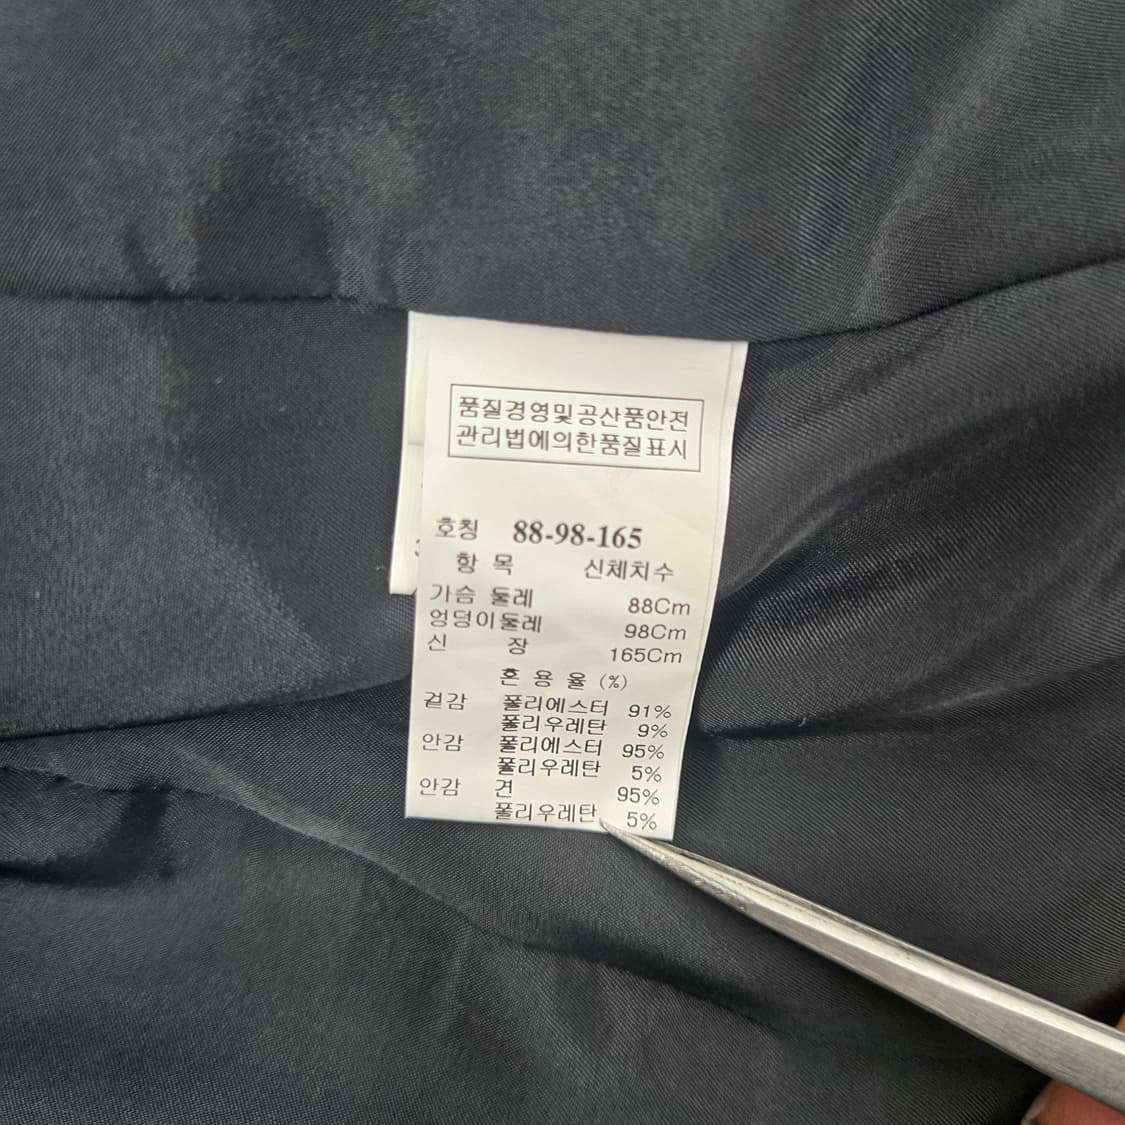 품질경영및공산품안전
관리법에의한품질표시
호칭 88-98-165
항 목 신체치수
가슴 둘레 88Cm
엉덩이둘레 98Cm
신 장 165Cm
혼 용 율 (%)
겉감 폴리에스터 91%
폴리우레탄 9%
안감 폴리에스터 95%
폴리우레탄 5%
안감 견 95%
폴리우레탄 5%